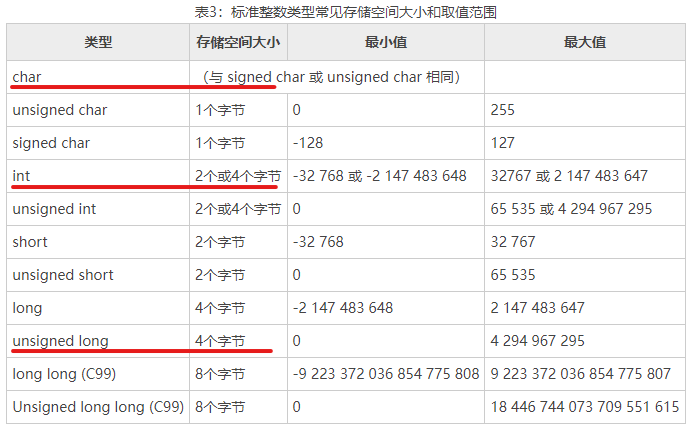 表3：标准整数类型常见存储空间大小和取值范围
类型 存储空间大小 最小值 最大值
char （与 signed char 或 unsigned char 相同）
unsigned char 1个字节 0 255
signed char 1个字节 -128 127
int 2个或4个字节 -32 768 或 -2 147 483 648 32767 或 2 147 483 647
unsigned int 2个或4个字节 0 65 535 或 4 294 967 295
short 2个字节 -32 768 32 767
unsigned short 2个字节 0 65 535
long 4个字节 -2 147 483 648 2 147 483 647
unsigned long 4个字节 0 4 294 967 295
long long (C99) 8个字节 -9 223 372 036 854 775 808 9 223 372 036 854 775 807
Unsigned long long (C99) 8个字节 0 18 446 744 073 709 551 615